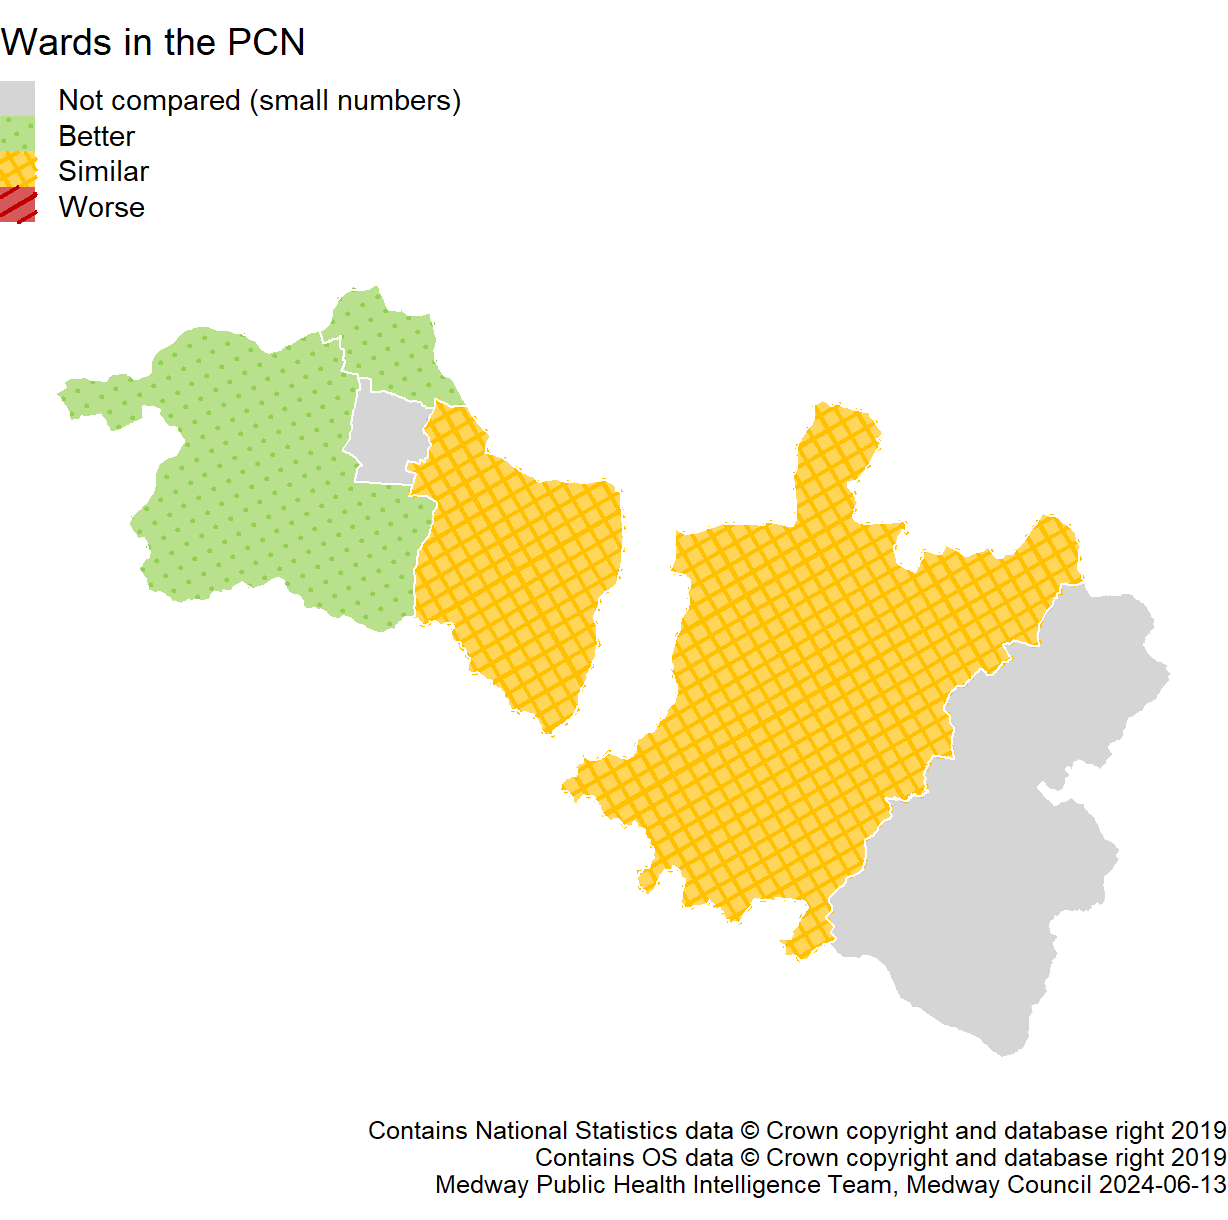 Wards in the PCN
Not compared (small numbers)
Better
Similar
Worse
Contains National Statistics data © Crown copyright and database right 2019
Contains OS data © Crown copyright and database right 2019
Medway Public Health Intelligence Team, Medway Council 2024-06-13